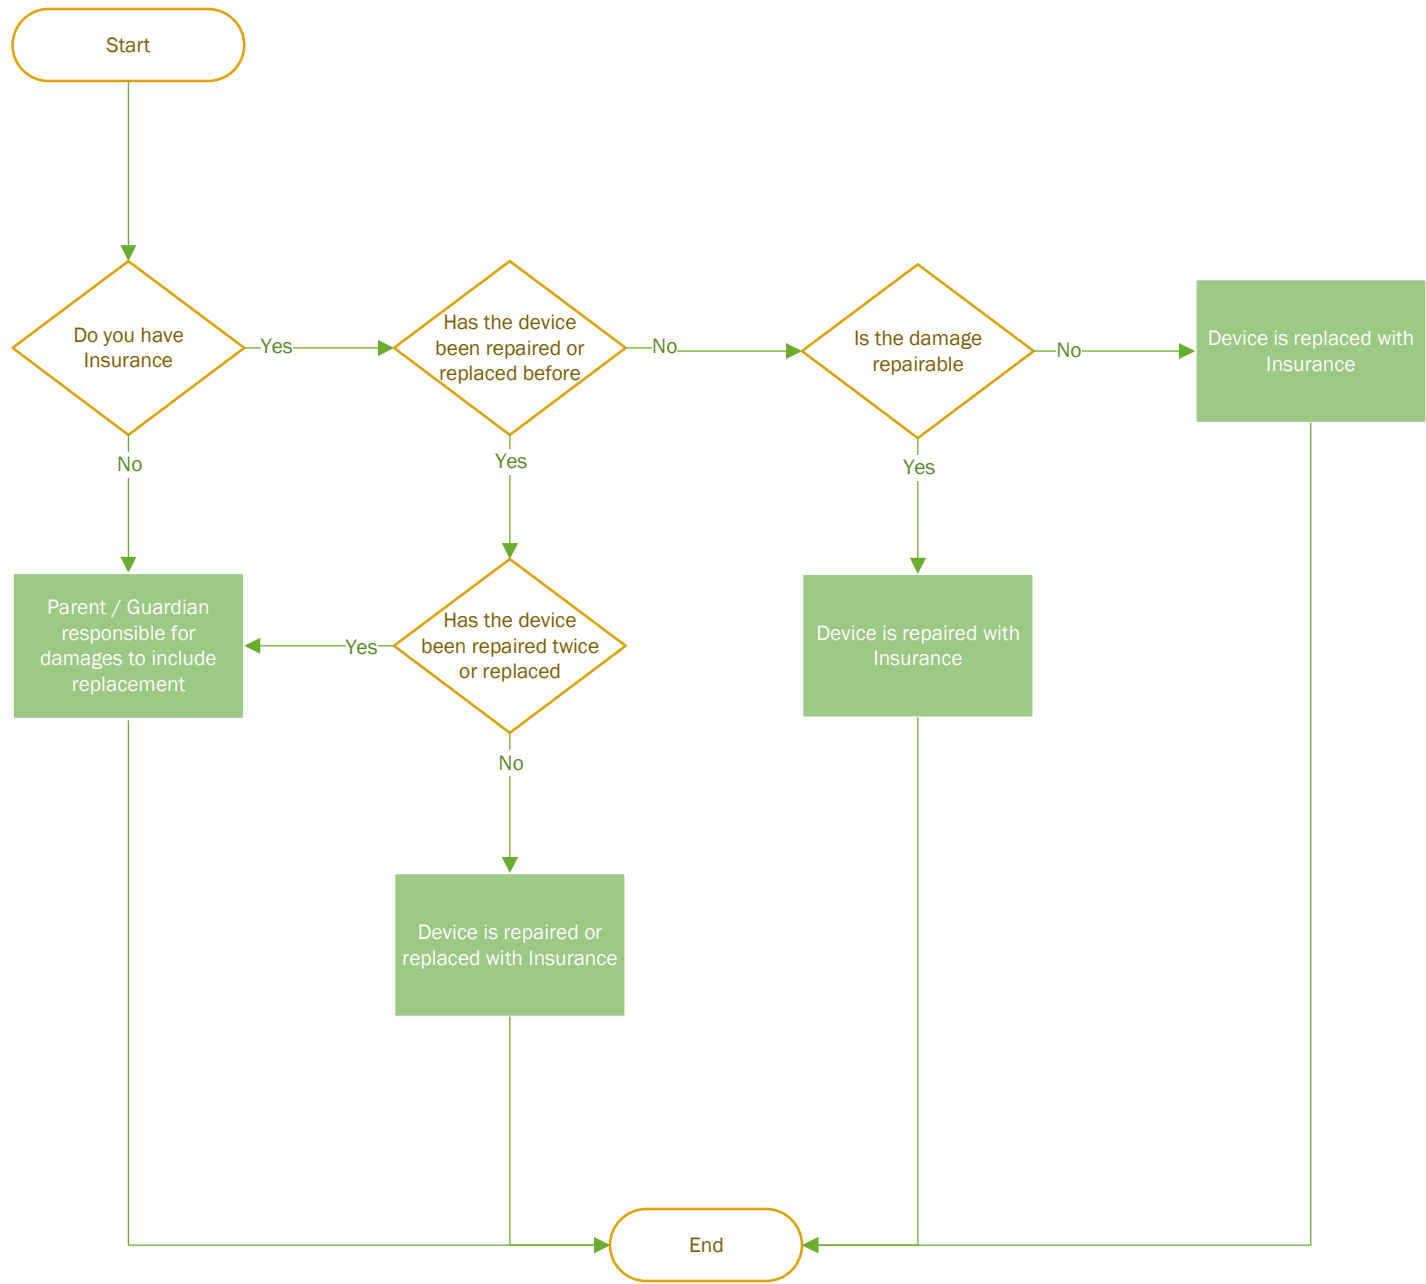 Start
Do you have
Insurance
Yes
Has the device
been repaired or
replaced before
No
Is the damage
repairable
No
Device is replaced with
Insurance
No
Yes
Yes
Parent / Guardian
responsible for
damages to include
replacement
Yes
Has the device
been repaired twice
or replaced
Device is repaired with
Insurance
No
Device is repaired or
replaced with Insurance
End